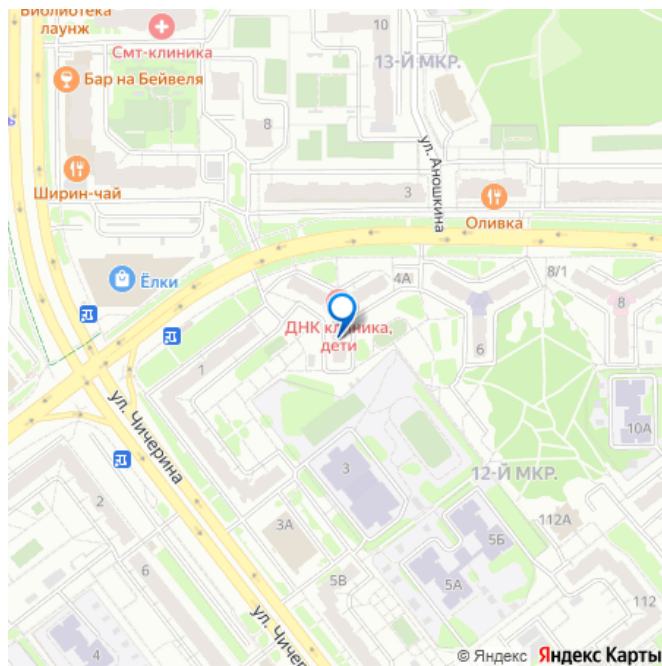 Библиотека
лаунж
10
Смт-клиника
13-Й МКР.
Бар на Бейвеля
8
ул. Аношкина
Ширин-чай
3
Оливка
Ёлки
4А
8/1
8
ДНК клиника,
дети
6
1
10А
ул. Чичерина
3
12-Й МКР.
2
3А
112А
5Б
6
5В
5А
112
ул. Чичерина
4
© Яндекс Яндекс Карты